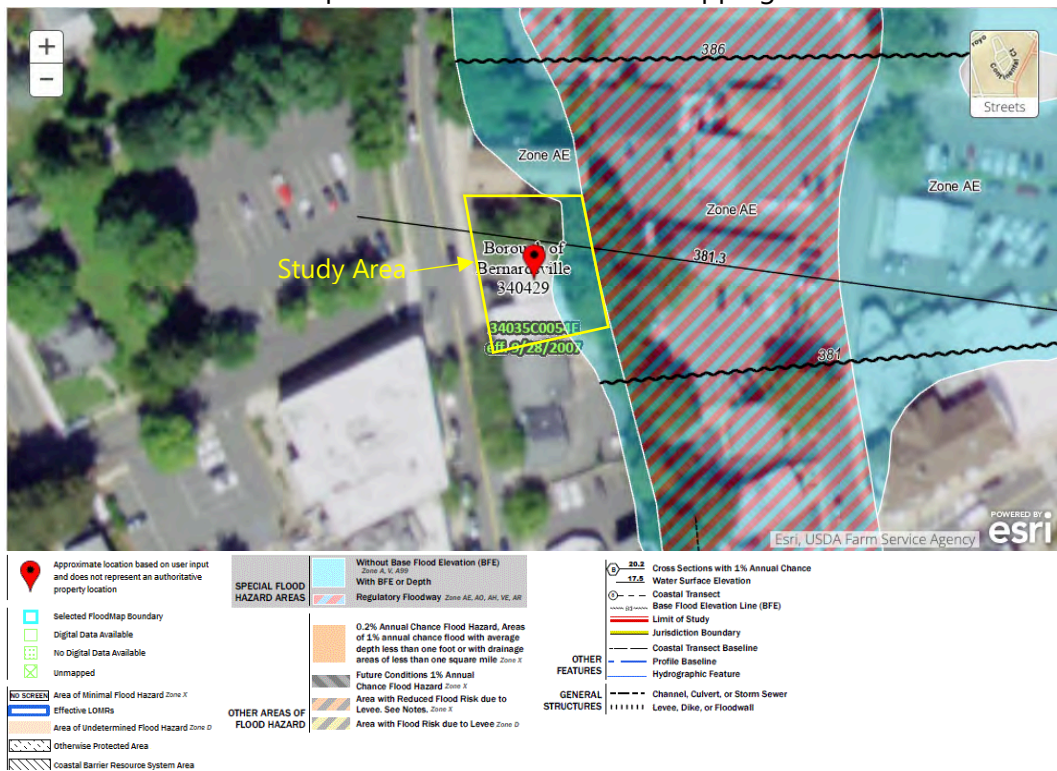 +
−
386
Streets
Zone AE
Zone AE
Zone AE
381.3
Borough of
Bernardsville
340429
Study Area
34035C0054F
eff. 9/28/2007
381
POWERED BY
esri
Esri, USDA Farm Service Agency
Approximate location based on user input
and does not represent an authoritative
property location
Selected FloodMap Boundary
Digital Data Available
No Digital Data Available
Unmapped
NO SCREEN Area of Minimal Flood Hazard Zone X
Effective LOMRs
Area of Undetermined Flood Hazard Zone D
Otherwise Protected Area
Coastal Barrier Resource System Area
SPECIAL FLOOD
HAZARD AREAS
Without Base Flood Elevation (BFE)
Zone A, V, A99
With BFE or Depth
Regulatory Floodway Zone AE, AO, AH, VE, AR
0.2% Annual Chance Flood Hazard, Areas
of 1% annual chance flood with average
depth less than one foot or with drainage
areas of less than one square mile Zone X
Future Conditions 1% Annual
Chance Flood Hazard Zone X
Area with Reduced Flood Risk due to
Levee. See Notes. Zone X
Area with Flood Risk due to Levee Zone D
OTHER AREAS OF
FLOOD HAZARD
20.2 Cross Sections with 1% Annual Chance
17.5 Water Surface Elevation
Coastal Transect
Base Flood Elevation Line (BFE)
Limit of Study
Jurisdiction Boundary
Coastal Transect Baseline
OTHER
FEATURES
Profile Baseline
Hydrographic Feature
GENERAL
STRUCTURES
Channel, Culvert, or Storm Sewer
Levee, Dike, or Floodwall